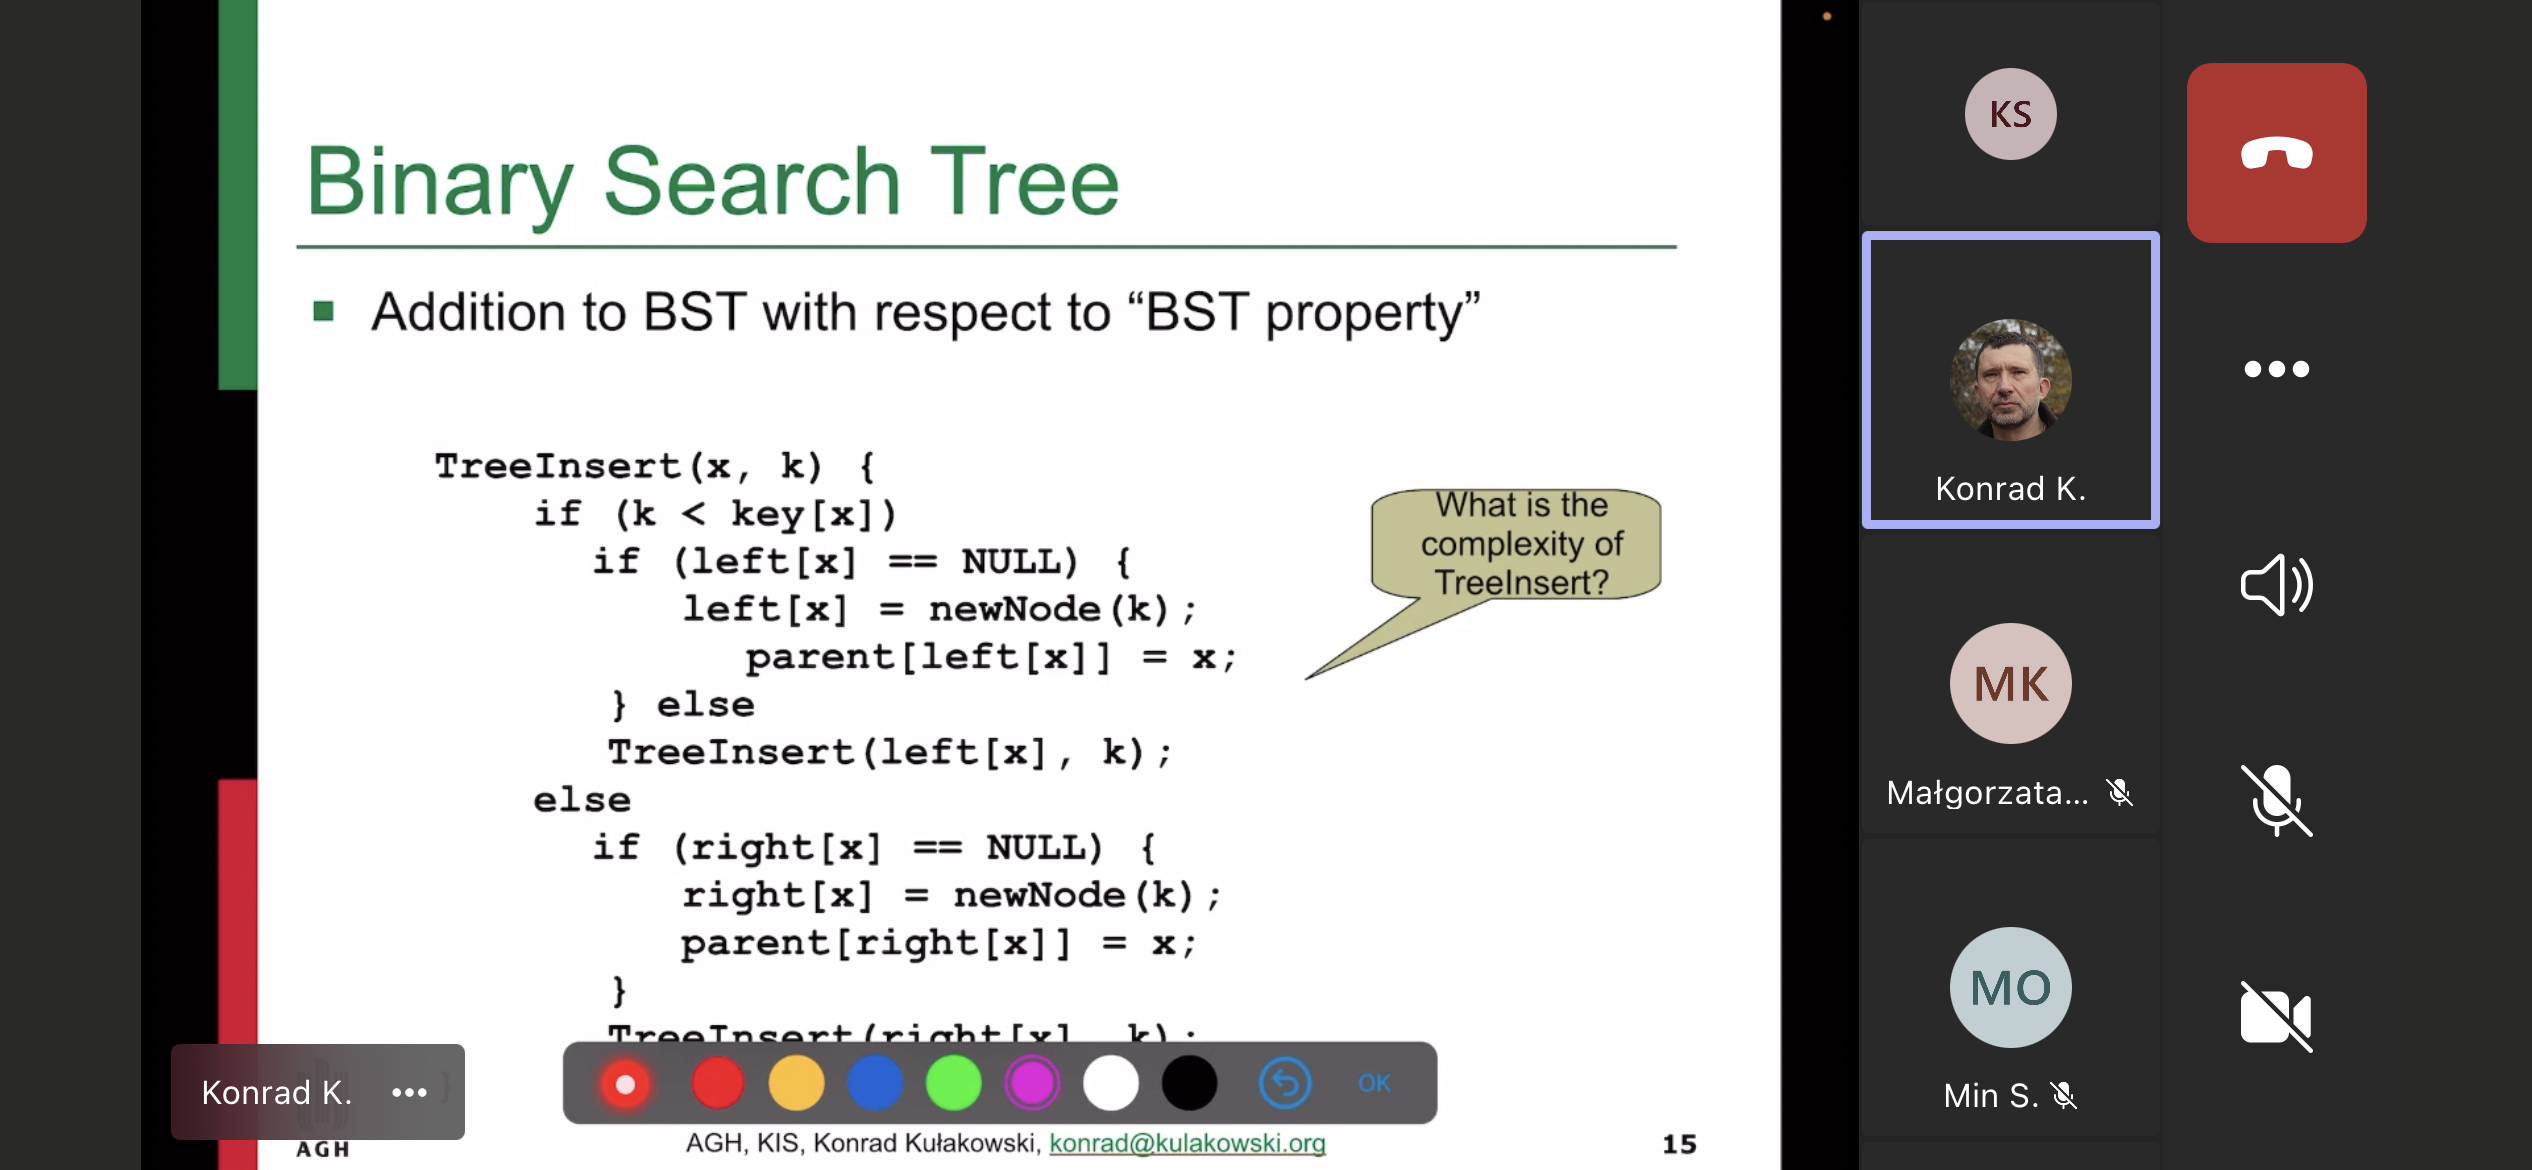 Binary Search Tree
Addition to BST with respect to “BST property”
TreeInsert(x, k) {
if (k < key[x])
if (left[x] == NULL) {
left[x] = newNode(k);
parent[left[x]] = x;
} else
TreeInsert(left[x], k);
else
if (right[x] == NULL) {
right[x] = newNode(k);
parent[right[x]] = x;
}
TreeInsert(right[x], k);
}
What is the
complexity of
TreeInsert?
Konrad K.
OK
AGH
AGH, KIS, Konrad Kułakowski, konrad@kulakowski.org
15
KS
Konrad K.
MK
Małgorzata...
MO
Min S.